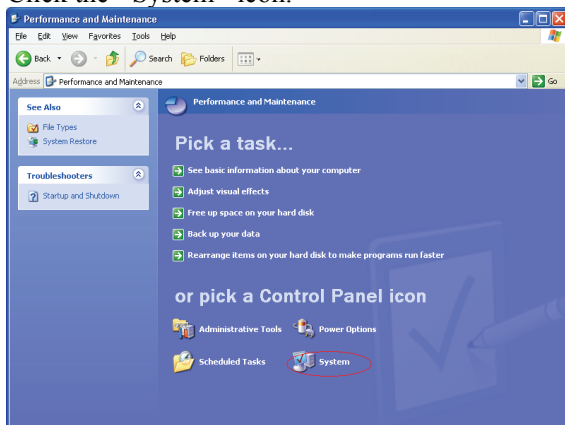 Click the "System" icon.
Performance and Maintenance
File Edit View Favorites Tools Help
Back Search Folders
Address Performance and Maintenance Go
See Also
File Types
System Restore
Troubleshooters
Startup and Shutdown
Performance and Maintenance
Pick a task...
See basic information about your computer
Adjust visual effects
Free up space on your hard disk
Back up your data
Rearrange items on your hard disk to make programs run faster
or pick a Control Panel icon
Administrative Tools Power Options
Scheduled Tasks System